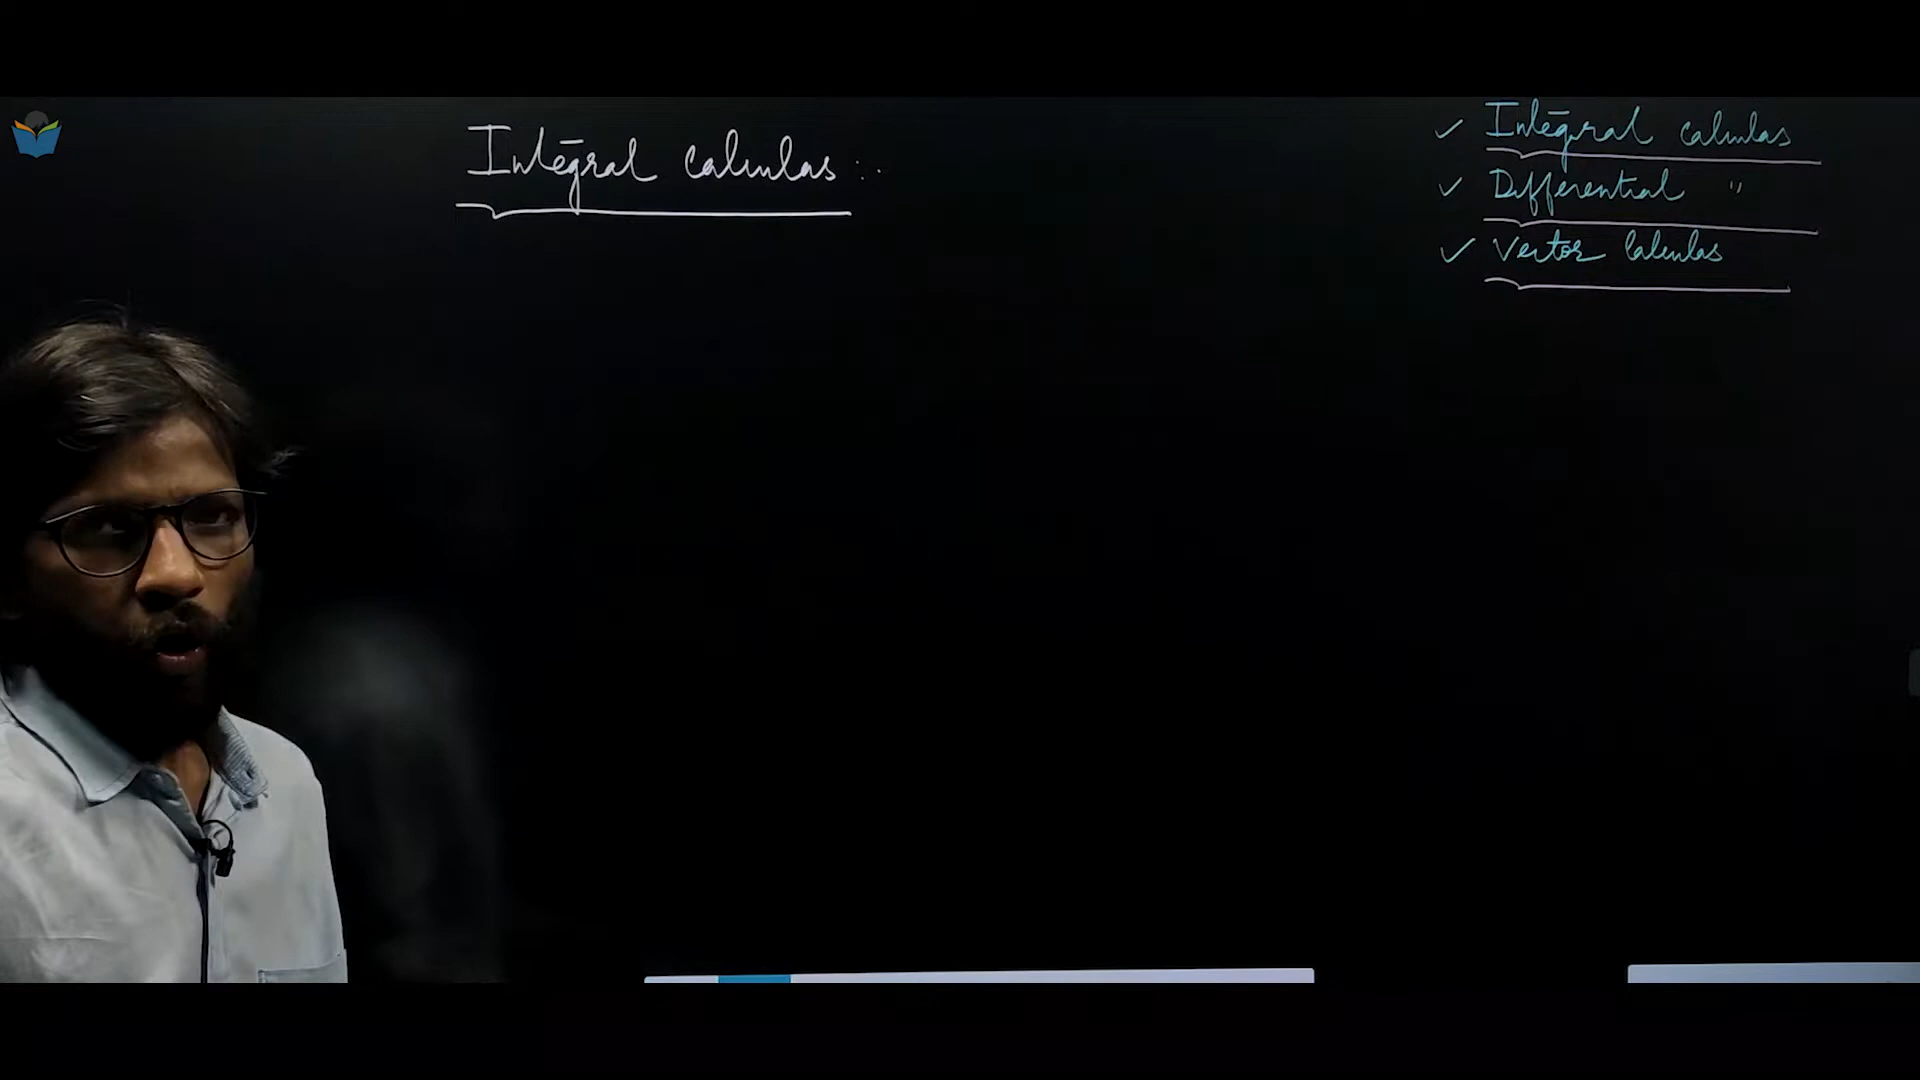 Integral calculas :-
✓ Integral calculas
✓ Differential "
✓ Vector Calculas